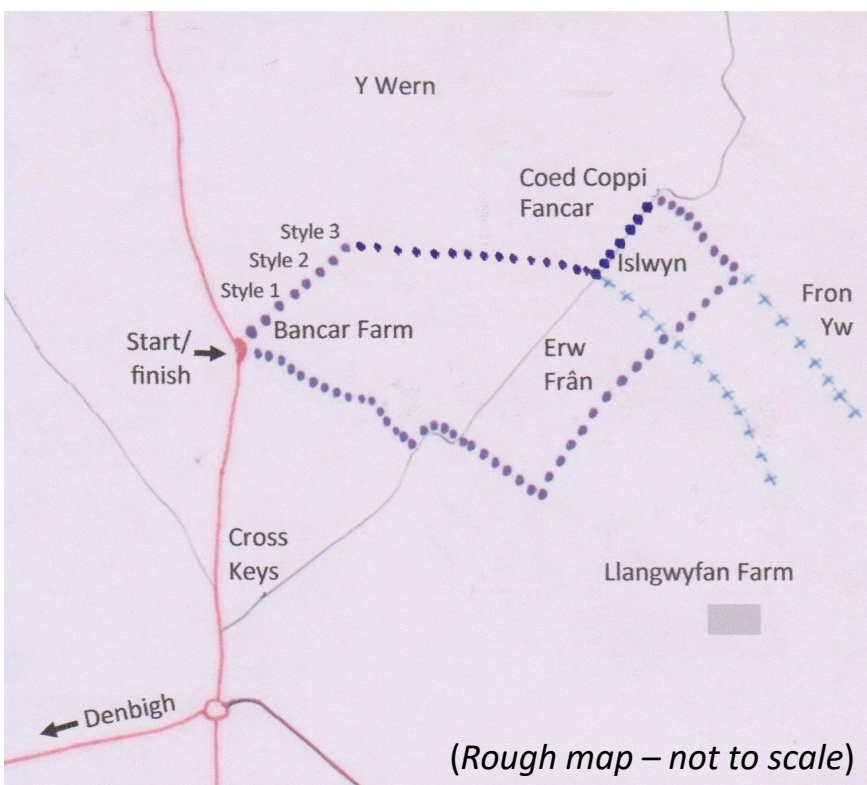 Y Wern
Coed Coppi
Fancar
Style 3
Style 2
Style 1
Islwyn
Fron
Yw
Bancar Farm
Start/
finish
Erw
Frân
Cross
Keys
Llangwyfan Farm
Denbigh
(Rough map – not to scale)